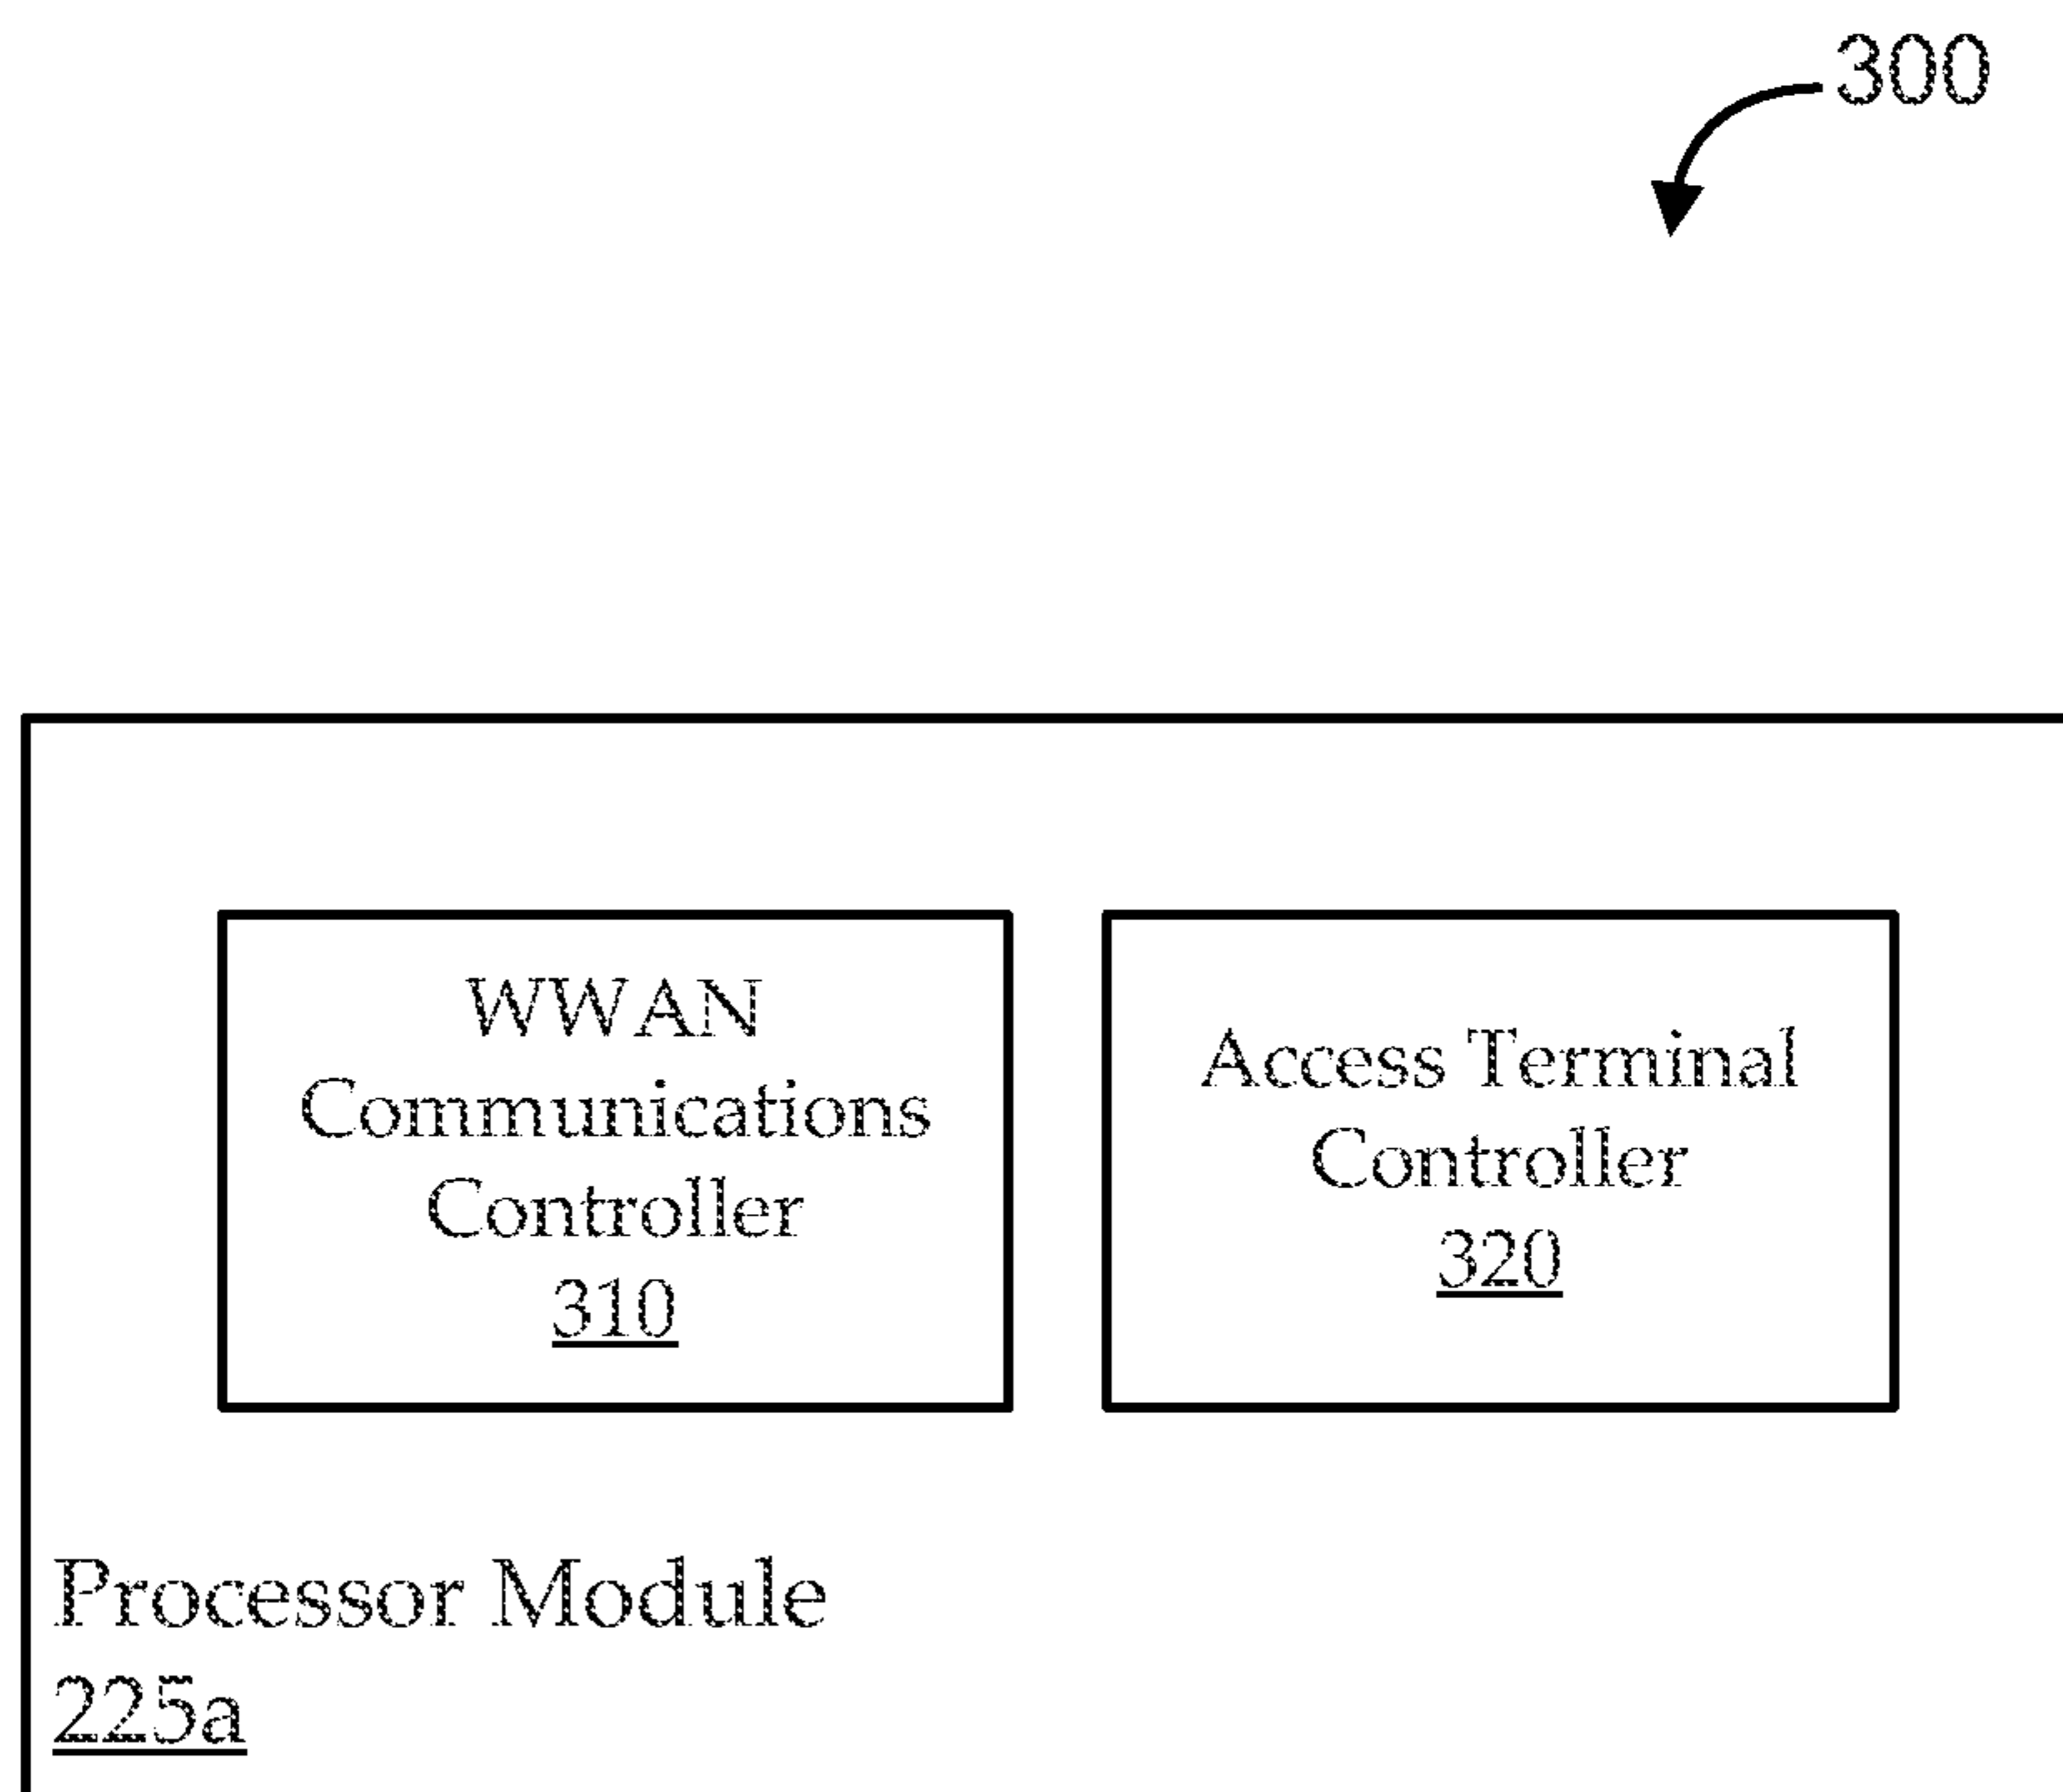 300
WWAN
Communications
Controller
310
Access Terminal
Controller
320
Processor Module
225a